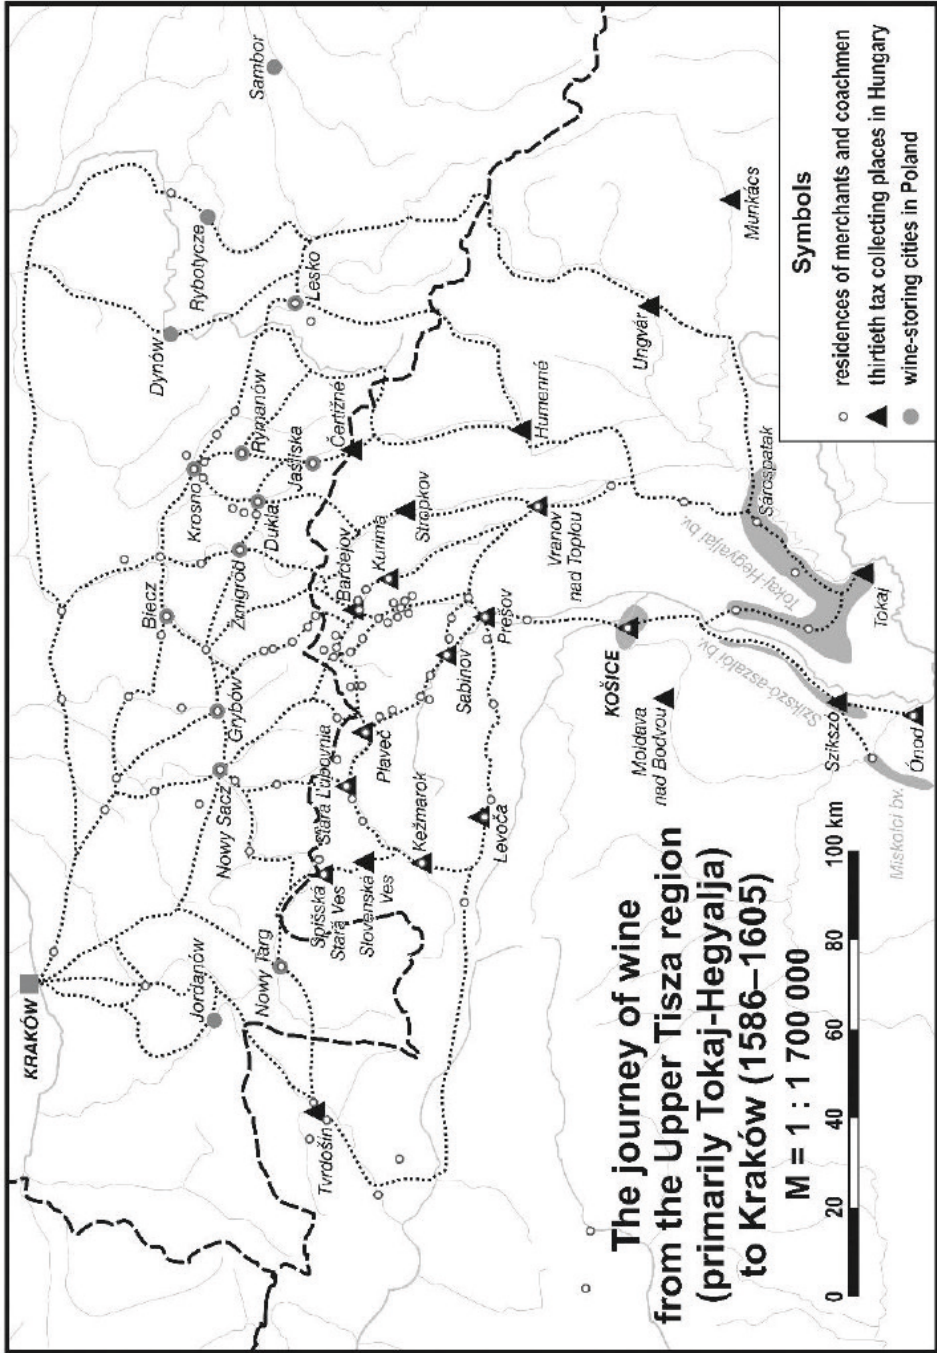 KRAKÓW
Biecz
Dynów
Krosno
Rybotycze
Jordanów
Nowy Sącz
Grybów
Żmigród
Dukla
Rymanów
Sambor
Nowy Targ
Jaśliska
Lesko
Tvrdošín
Spišská
Stará Ves
Stará Ľubovňa
Bardejov
Čertižné
Slovenská
Ves
Plaveč
Kurimá
Kežmarok
Stropkov
Sabinov
Levoča
Prešov
Humenné
Vranov
nad Topľou
KOŠICE
Ungvár
Moldava
nad Bodvou
Munkács
Tokaj-Hegyaljai bv.
Sárospatak
Szikszó-aszalói bv.
Szikszó
Tokaj
Ónod
Miskolci bv.
The journey of wine
from the Upper Tisza region
(primarily Tokaj-Hegyalja)
to Kraków (1586–1605)
M = 1 : 1 700 000
0 20 40 60 80 100 km
Symbols
residences of merchants and coachmen
thirtieth tax collecting places in Hungary
wine-storing cities in Poland